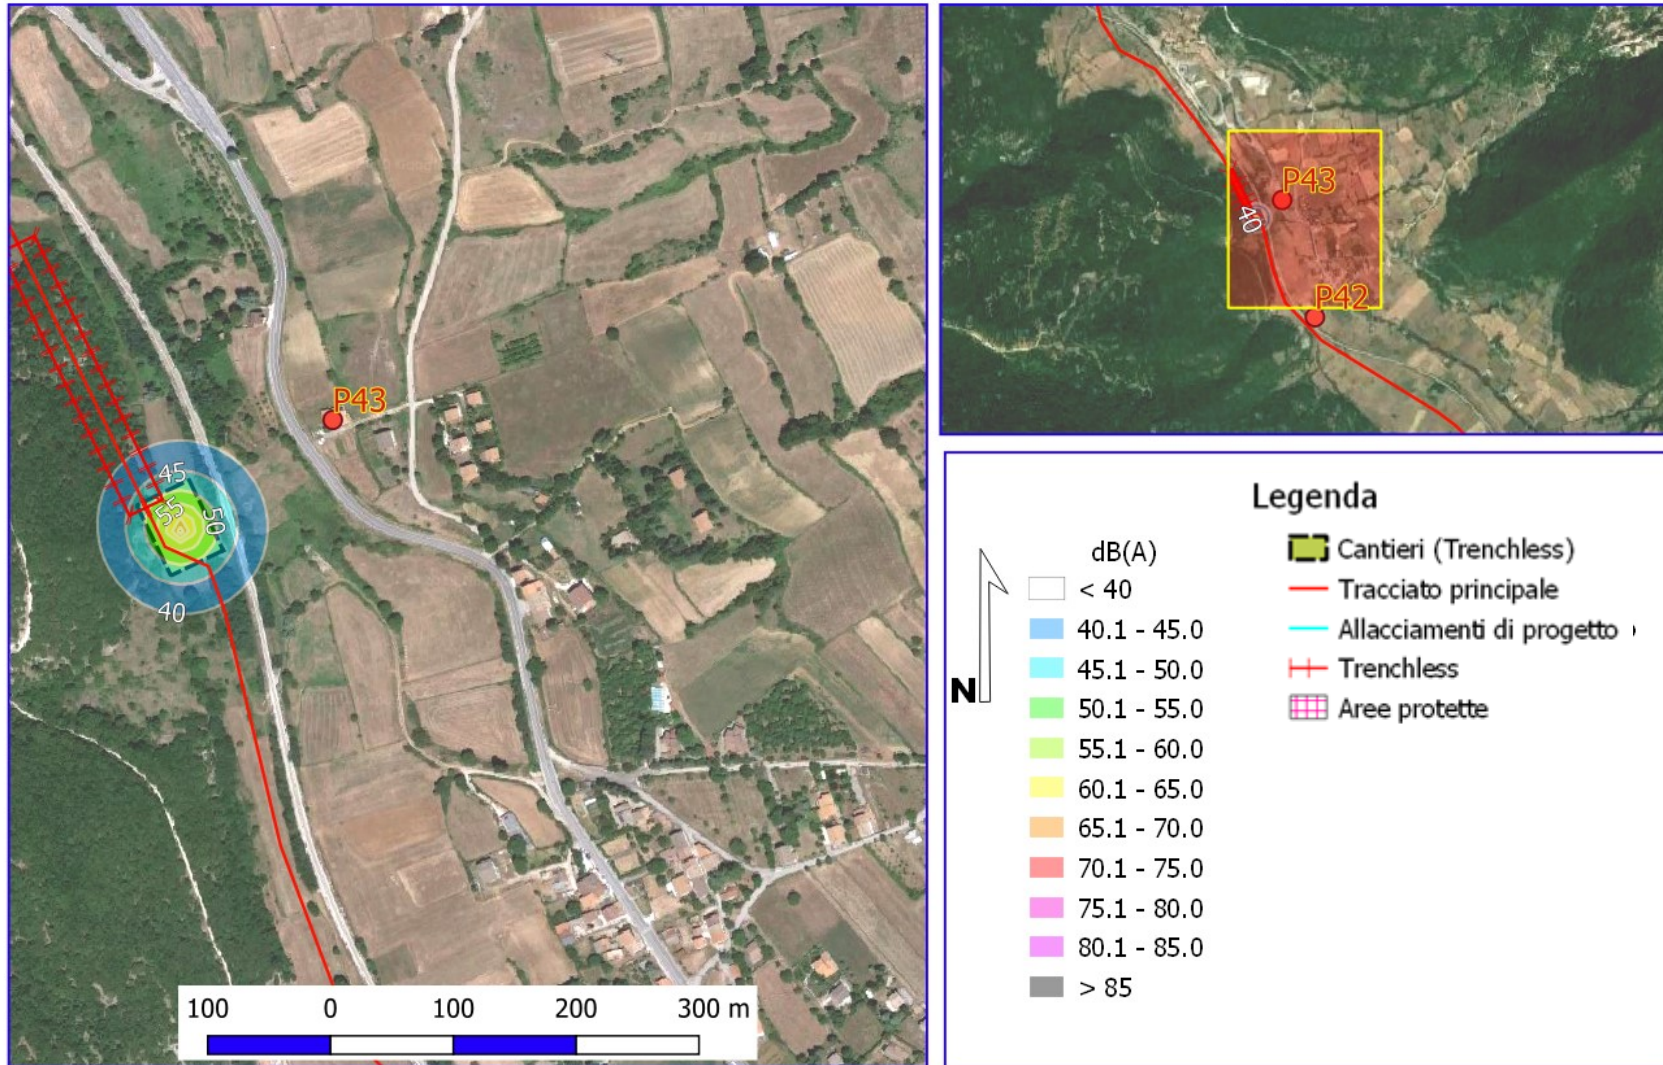 P43
45
55
50
40
100 0 100 200 300 m
P43
40
P42
Legenda
dB(A)
< 40
40.1 - 45.0
45.1 - 50.0
50.1 - 55.0
55.1 - 60.0
60.1 - 65.0
65.1 - 70.0
70.1 - 75.0
75.1 - 80.0
80.1 - 85.0
> 85
N
Cantieri (Trenchless)
Tracciato principale
Allacciamenti di progetto
Trenchless
Aree protette